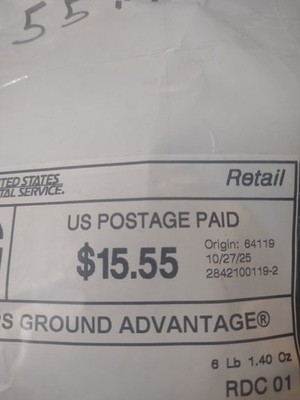 55
TED STATES
TAL SERVICE.
Retail
US POSTAGE PAID
$15.55
Origin: 64119
10/27/25
2842100119-2
S GROUND ADVANTAGE®
6 Lb 1.40 Oz
RDC 01